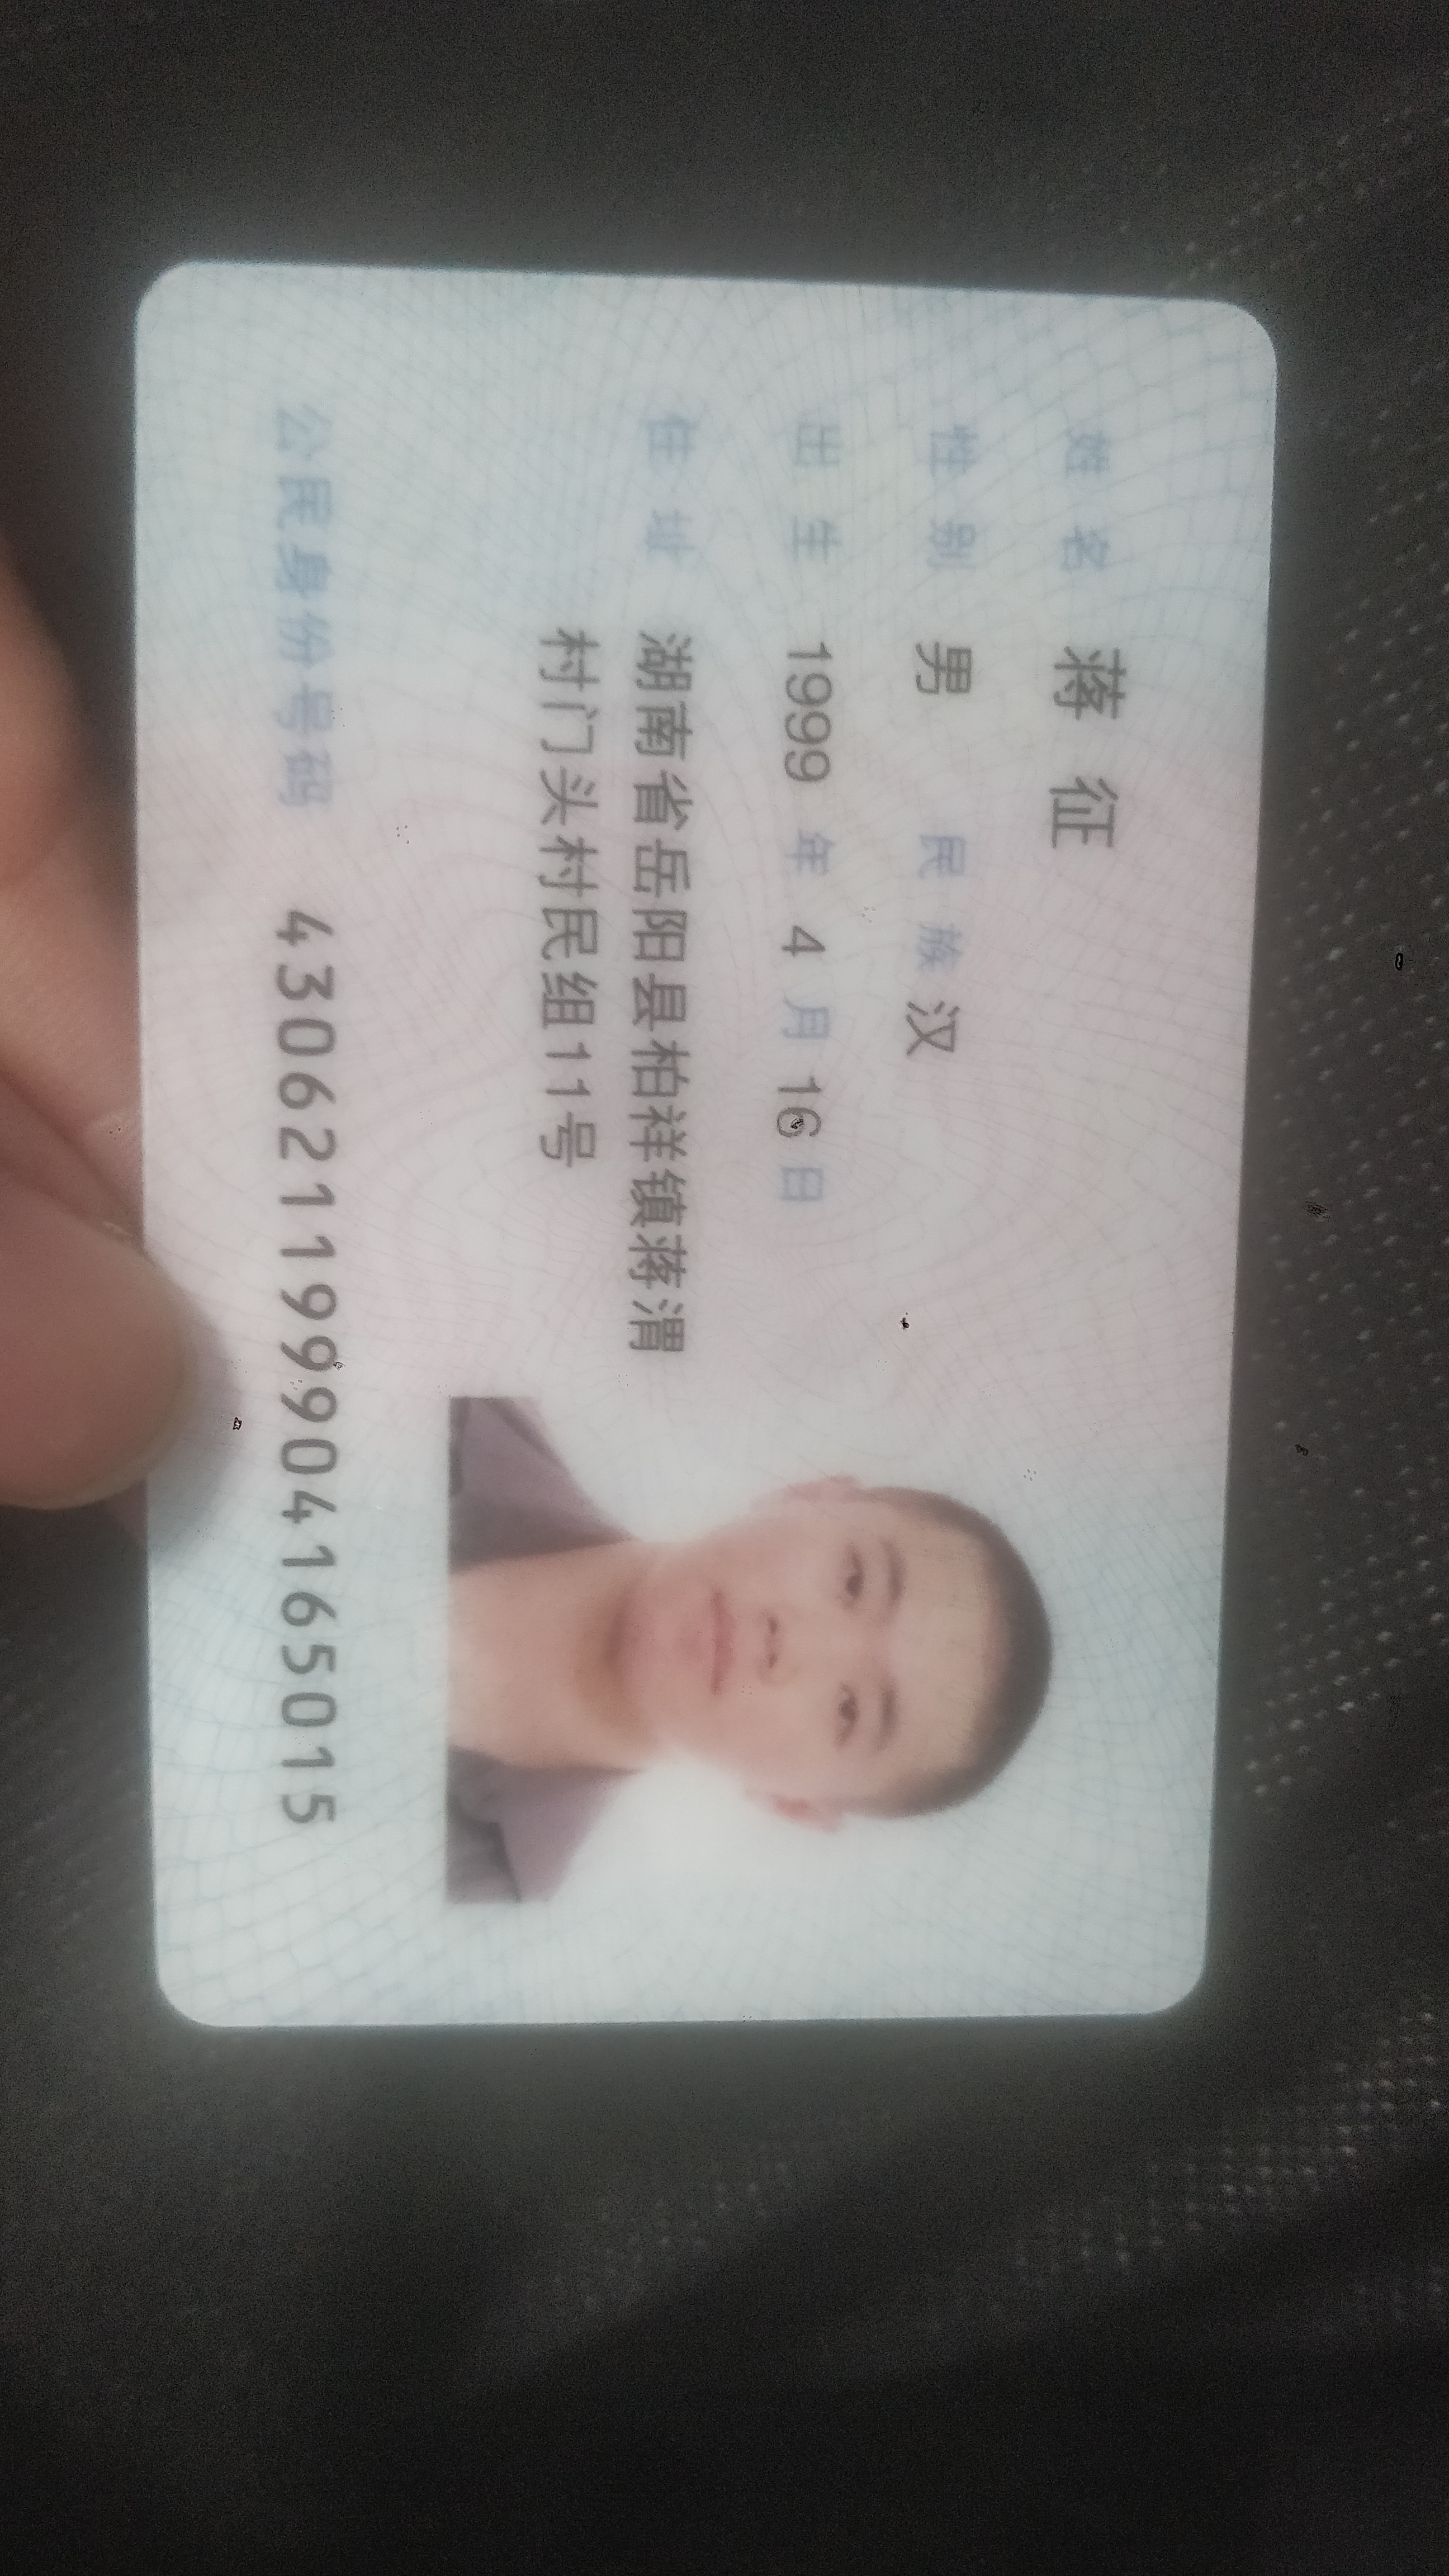 姓名 蒋征
性别 男 民族 汉
出生 1999 年 4 月 16 日
住址 湖南省岳阳县柏祥镇蒋渭
村门头村民组11号
公民身份号码 430621199904165015